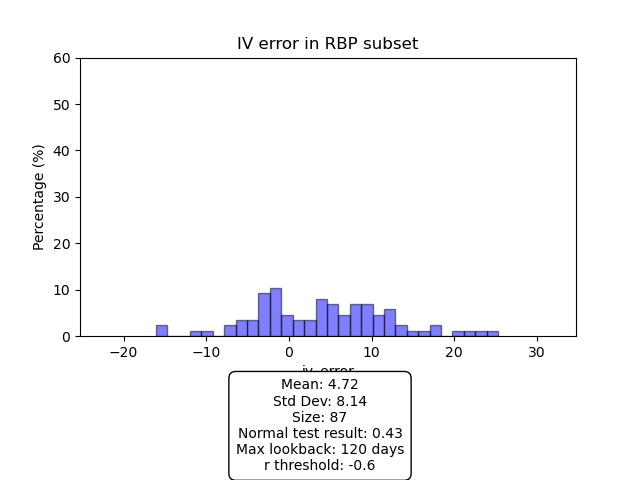 IV error in RBP subset
60
50
40
30
20
10
0
Percentage (%)
−20
−10
0
10
20
30
iv_error
Mean: 4.72
Std Dev: 8.14
Size: 87
Normal test result: 0.43
Max lookback: 120 days
r threshold: -0.6